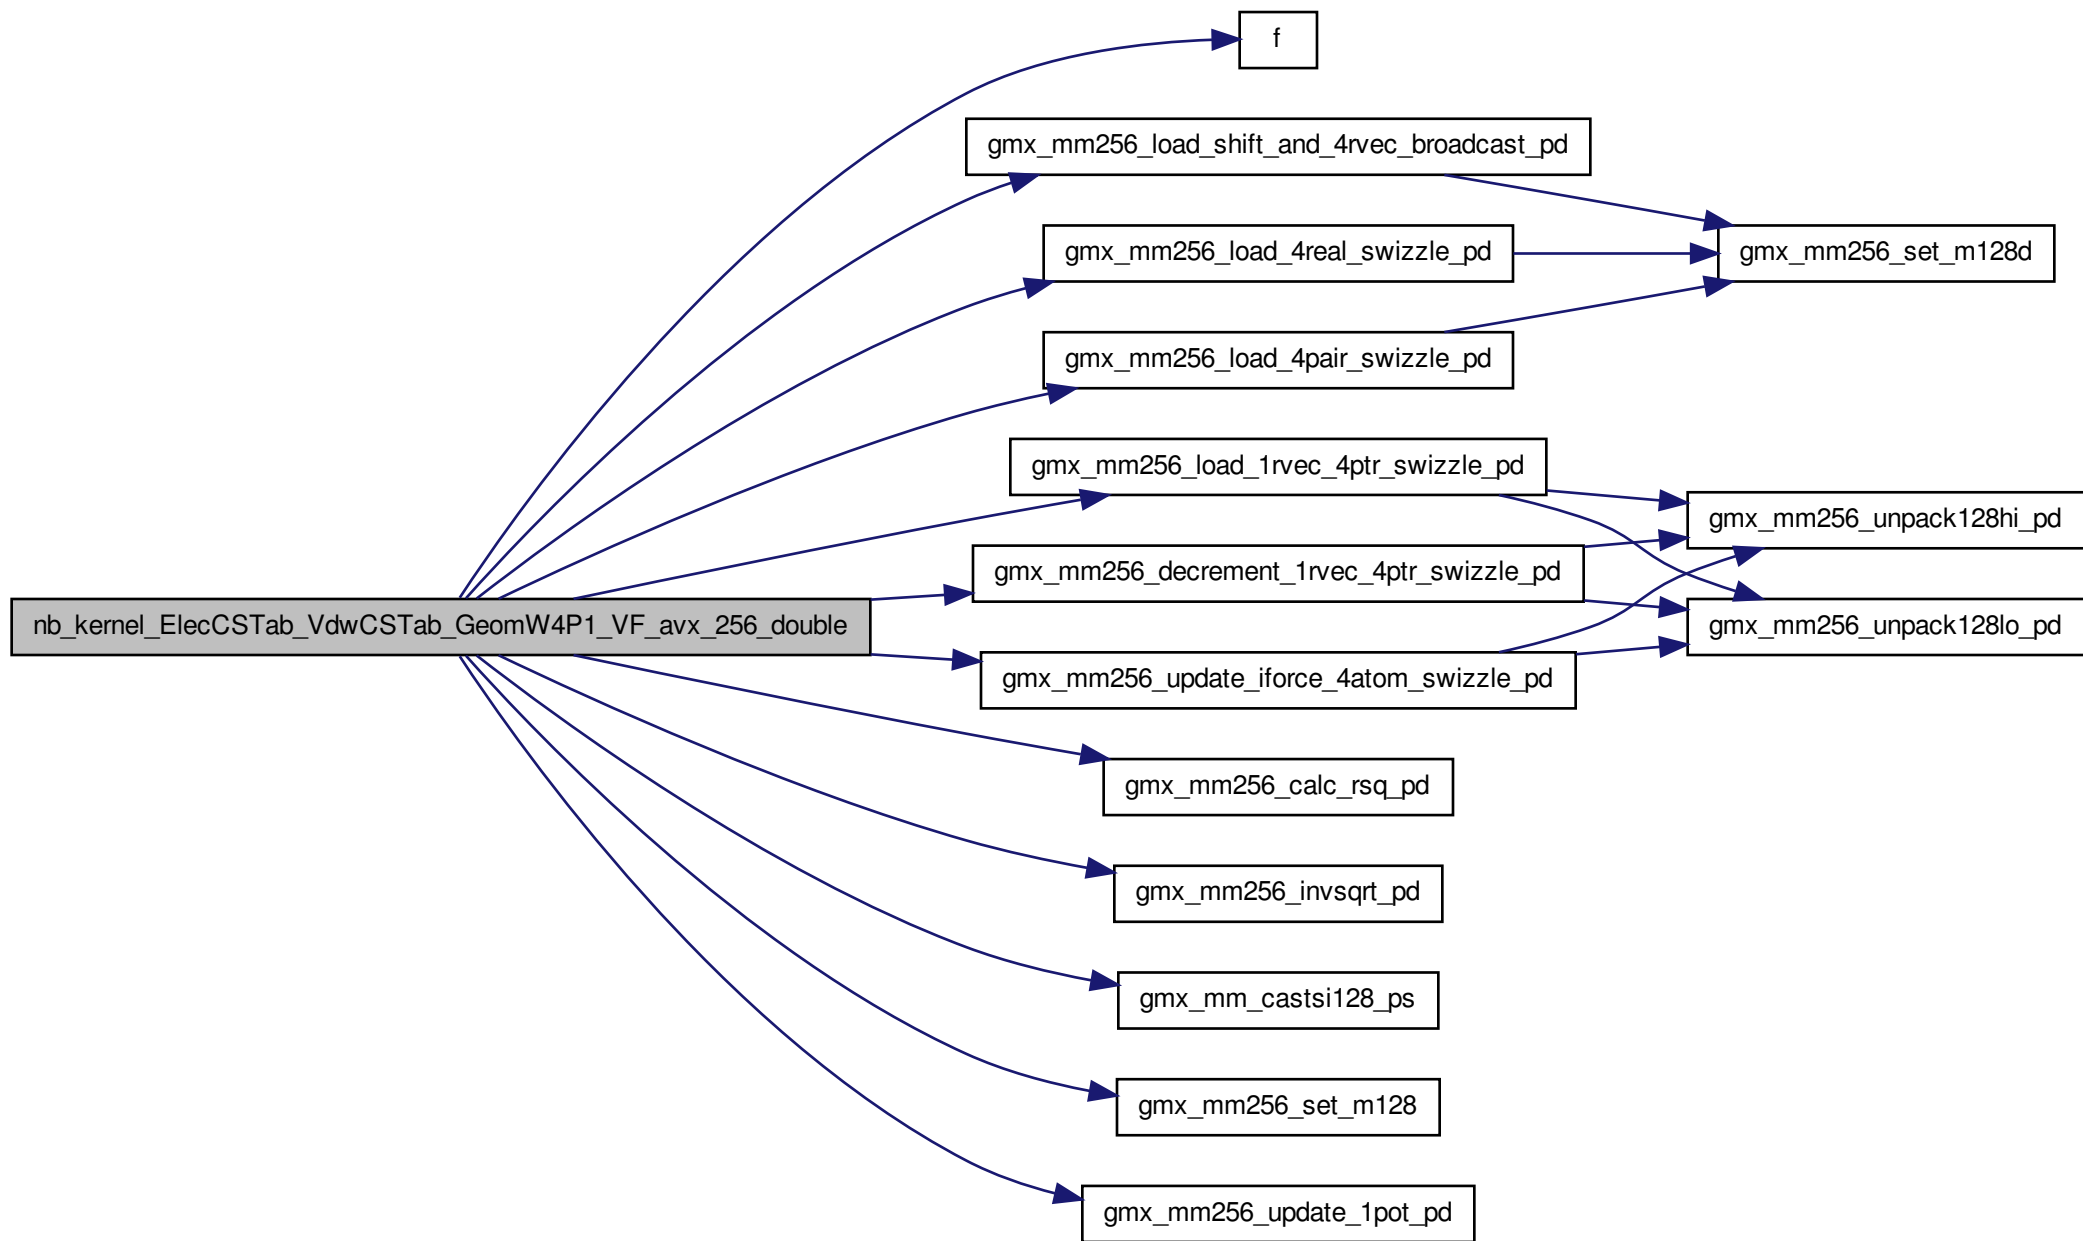 f
gmx_mm256_load_shift_and_4rvec_broadcast_pd
gmx_mm256_load_4real_swizzle_pd
gmx_mm256_set_m128d
gmx_mm256_load_4pair_swizzle_pd
gmx_mm256_load_1rvec_4ptr_swizzle_pd
gmx_mm256_unpack128hi_pd
gmx_mm256_decrement_1rvec_4ptr_swizzle_pd
nb_kernel_ElecCSTab_VdwCSTab_GeomW4P1_VF_avx_256_double
gmx_mm256_unpack128lo_pd
gmx_mm256_update_iforce_4atom_swizzle_pd
gmx_mm256_calc_rsq_pd
gmx_mm256_invsqrt_pd
gmx_mm_castsi128_ps
gmx_mm256_set_m128
gmx_mm256_update_1pot_pd